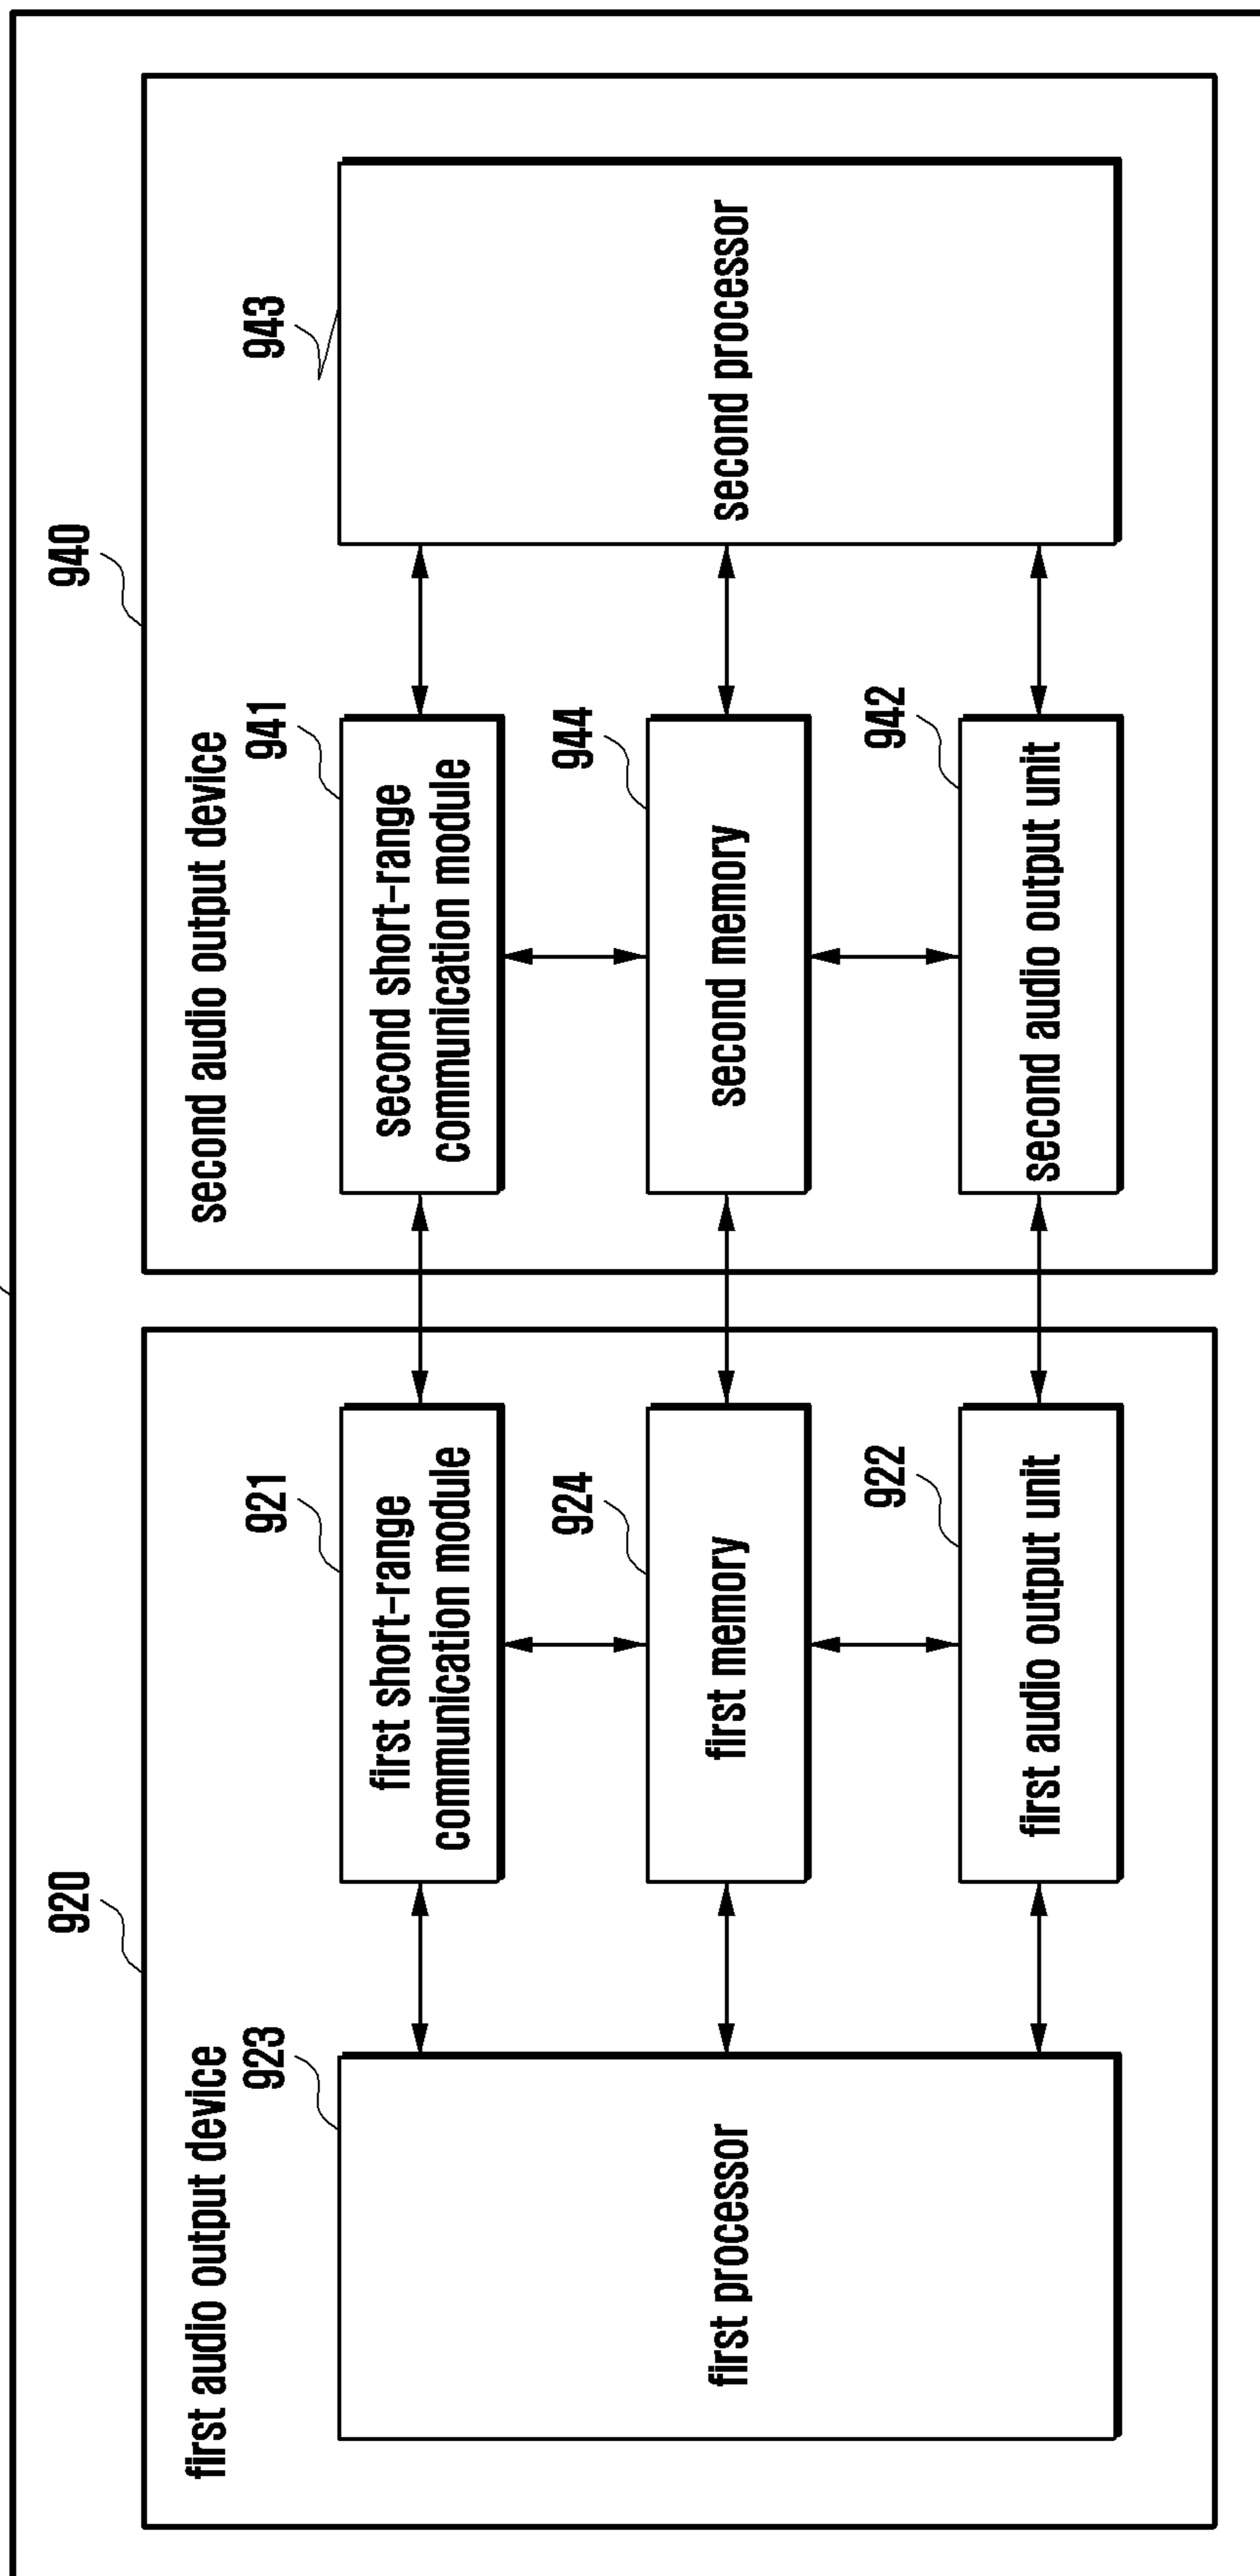 920
first audio output device
923
first processor
921
first short-range
communication module
924
first memory
922
first audio output unit
940
second audio output device
941
second short-range
communication module
944
second memory
942
second audio output unit
943
second processor